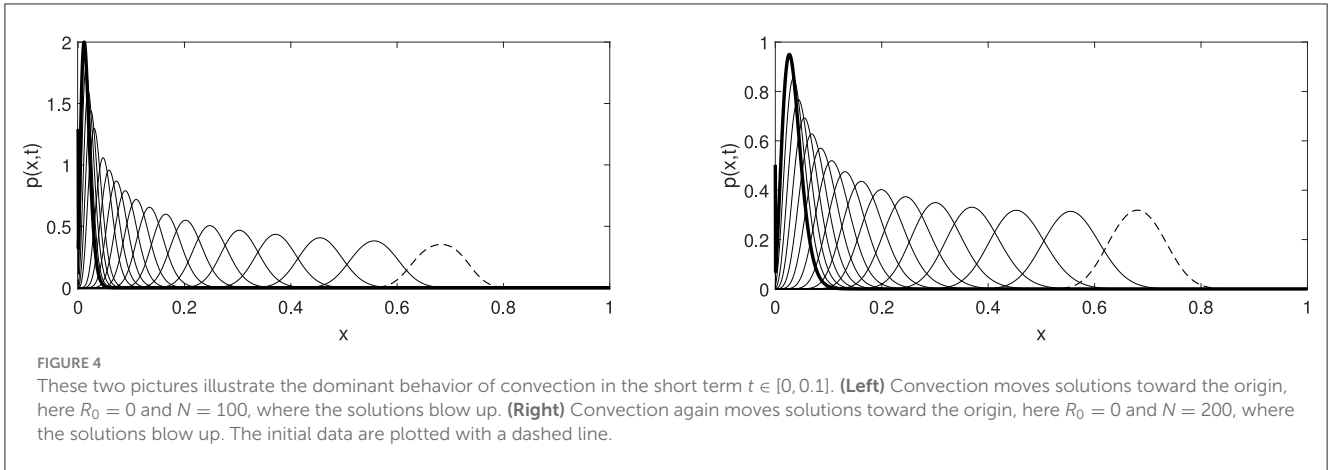 2
1.5
1
0.5
0
p(x,t)
0 0.2 0.4 0.6 0.8 1
x
1
0.8
0.6
0.4
0.2
0
p(x,t)
0 0.2 0.4 0.6 0.8 1
x
FIGURE 4
These two pictures illustrate the dominant behavior of convection in the short term t ∈ [0, 0.1]. (Left) Convection moves solutions toward the origin,
here R₀ = 0 and N = 100, where the solutions blow up. (Right) Convection again moves solutions toward the origin, here R₀ = 0 and N = 200, where
the solutions blow up. The initial data are plotted with a dashed line.